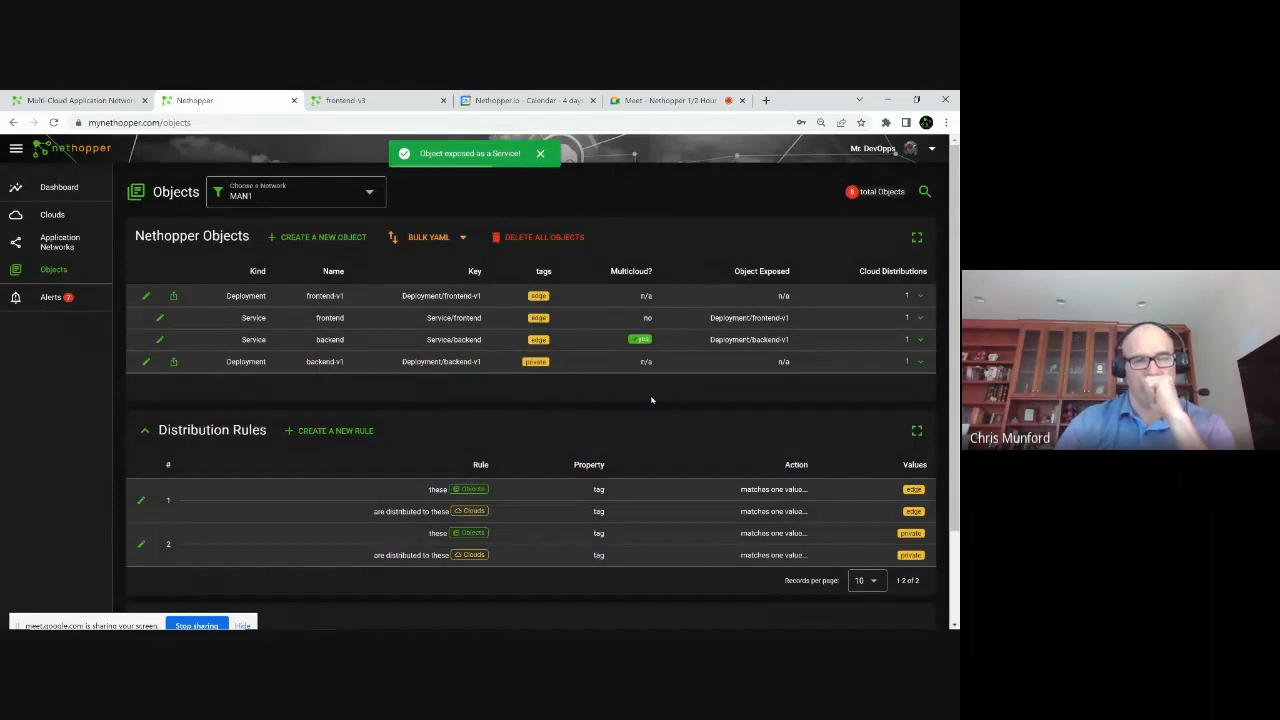 Multi-Cloud Application Network
Nethopper
frontend-v3
Nethopper.io - Calendar - 4 days
Meet - Nethopper 1/2 Hour
mynethopper.com/objects
nethopper
Object exposed as a Service!
Mr. DevOpps
Dashboard
Clouds
Application
Networks
Objects
Alerts 7
Objects
Choose a Network
MAN1
8 total Objects
Nethopper Objects
CREATE A NEW OBJECT
BULK YAML
DELETE ALL OBJECTS
Kind Name Key tags Multicloud? Object Exposed Cloud Distributions
Deployment frontend-v1 Deployment/frontend-v1 edge n/a n/a 1
Service frontend Service/frontend edge no Deployment/frontend-v1 1
Service backend Service/backend edge yes Deployment/backend-v1 1
Deployment backend-v1 Deployment/backend-v1 private n/a n/a 1
Distribution Rules
CREATE A NEW RULE
# Rule Property Action Values
1
these Objects tag matches one value... edge
are distributed to these Clouds tag matches one value... edge
2
these Objects tag matches one value... private
are distributed to these Clouds tag matches one value... private
Records per page: 10 1-2 of 2
meet.google.com is sharing your screen. Stop sharing Hide
Chris Munford